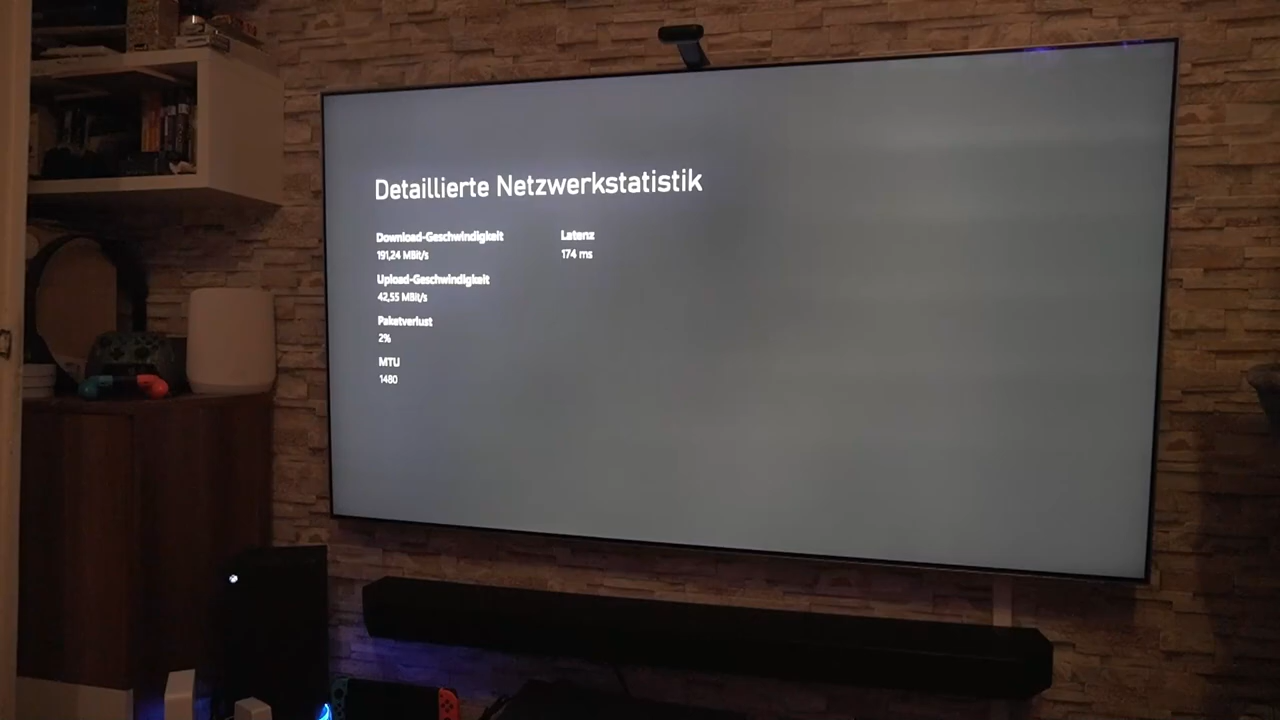 Detaillierte Netzwerkstatistik
Download-Geschwindigkeit
191,24 MBit/s
Upload-Geschwindigkeit
42,55 MBit/s
Paketverlust
2%
MTU
1480
Latenz
174 ms